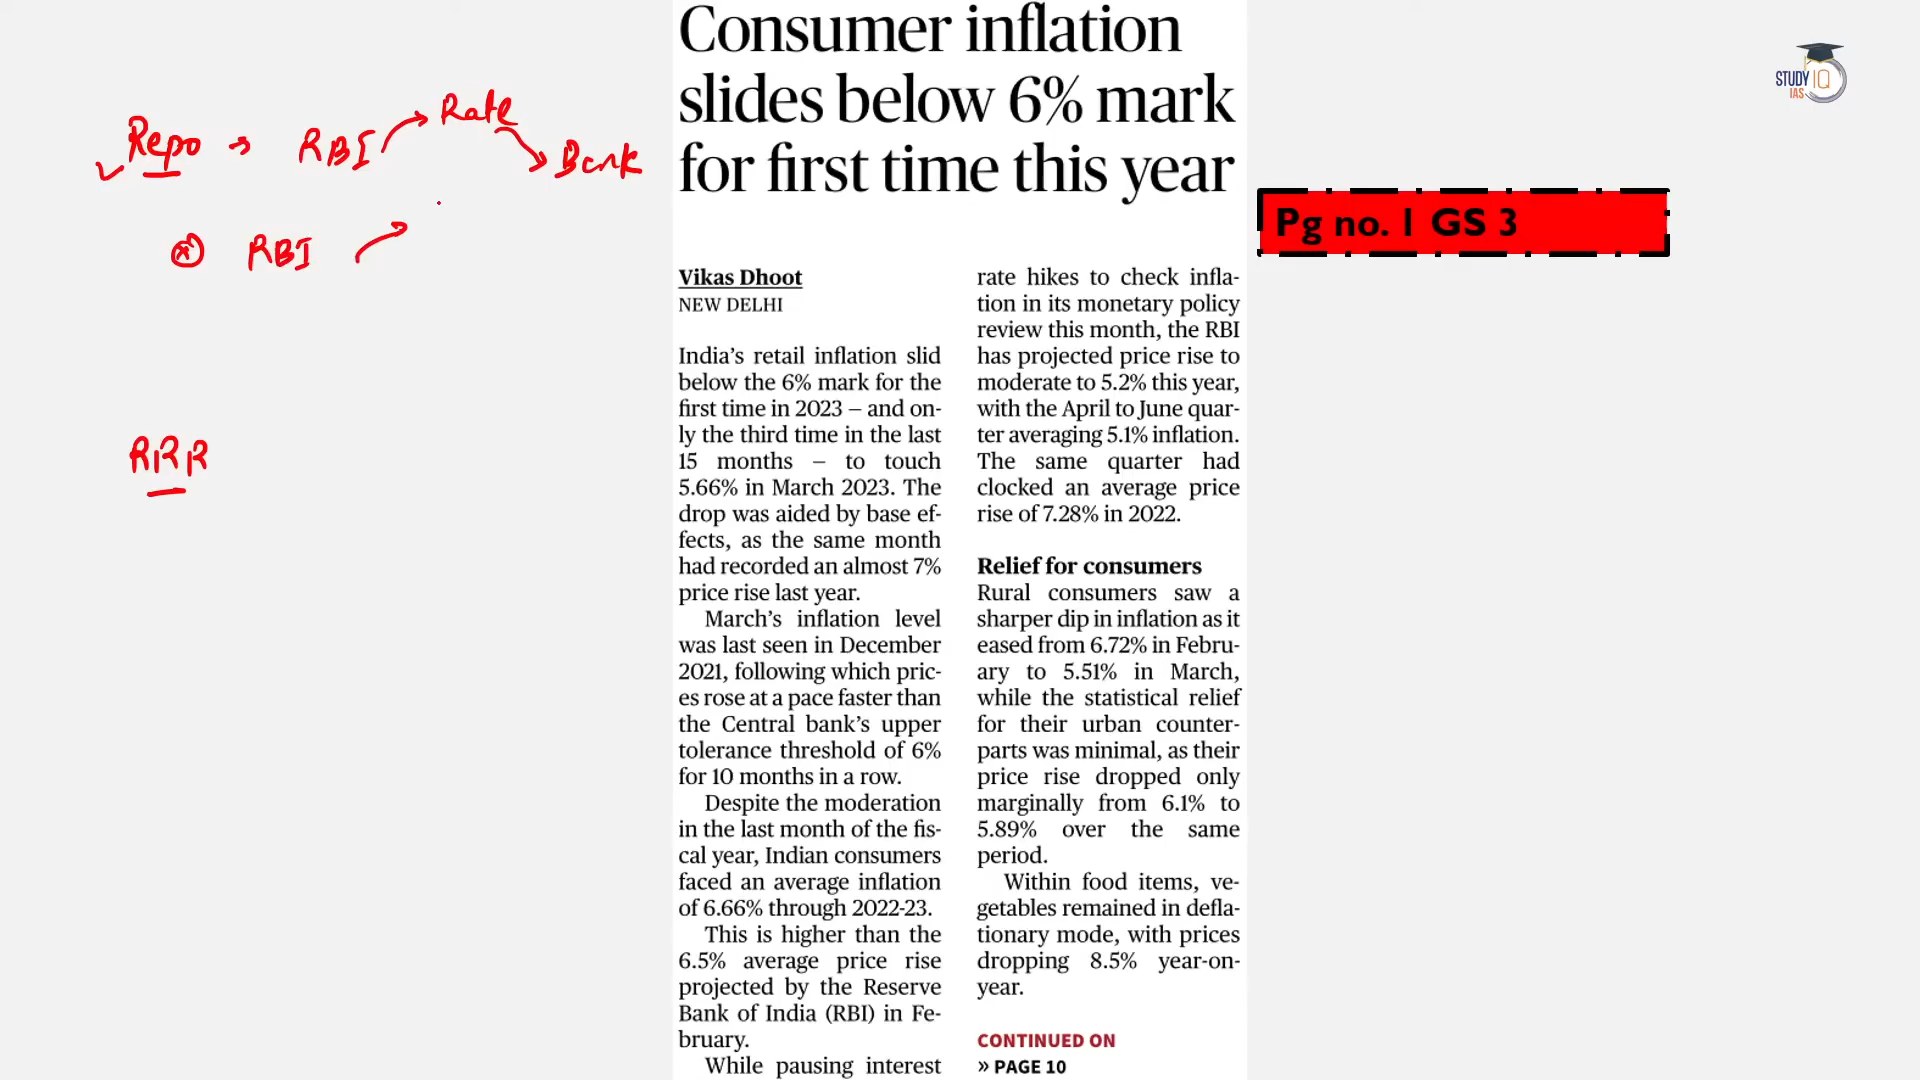 Consumer inflation
slides below 6% mark
for first time this year
Vikas Dhoot
NEW DELHI
India's retail inflation slid
below the 6% mark for the
first time in 2023 – and on-
ly the third time in the last
15 months – to touch
5.66% in March 2023. The
drop was aided by base ef-
fects, as the same month
had recorded an almost 7%
price rise last year.
March's inflation level
was last seen in December
2021, following which pric-
es rose at a pace faster than
the Central bank's upper
tolerance threshold of 6%
for 10 months in a row.
Despite the moderation
in the last month of the fis-
cal year, Indian consumers
faced an average inflation
of 6.66% through 2022-23.
This is higher than the
6.5% average price rise
projected by the Reserve
Bank of India (RBI) in Fe-
bruary.
While pausing interest
rate hikes to check infla-
tion in its monetary policy
review this month, the RBI
has projected price rise to
moderate to 5.2% this year,
with the April to June quar-
ter averaging 5.1% inflation.
The same quarter had
clocked an average price
rise of 7.28% in 2022.
Relief for consumers
Rural consumers saw a
sharper dip in inflation as it
eased from 6.72% in Febru-
ary to 5.51% in March,
while the statistical relief
for their urban counter-
parts was minimal, as their
price rise dropped only
marginally from 6.1% to
5.89% over the same
period.
Within food items, ve-
getables remained in defla-
tionary mode, with prices
dropping 8.5% year-on-
year.
CONTINUED ON
» PAGE 10
Repo → RBI → Rate → Bank
RBI
RRR
Pg no. 1 GS 3
STUDY IQ
IAS